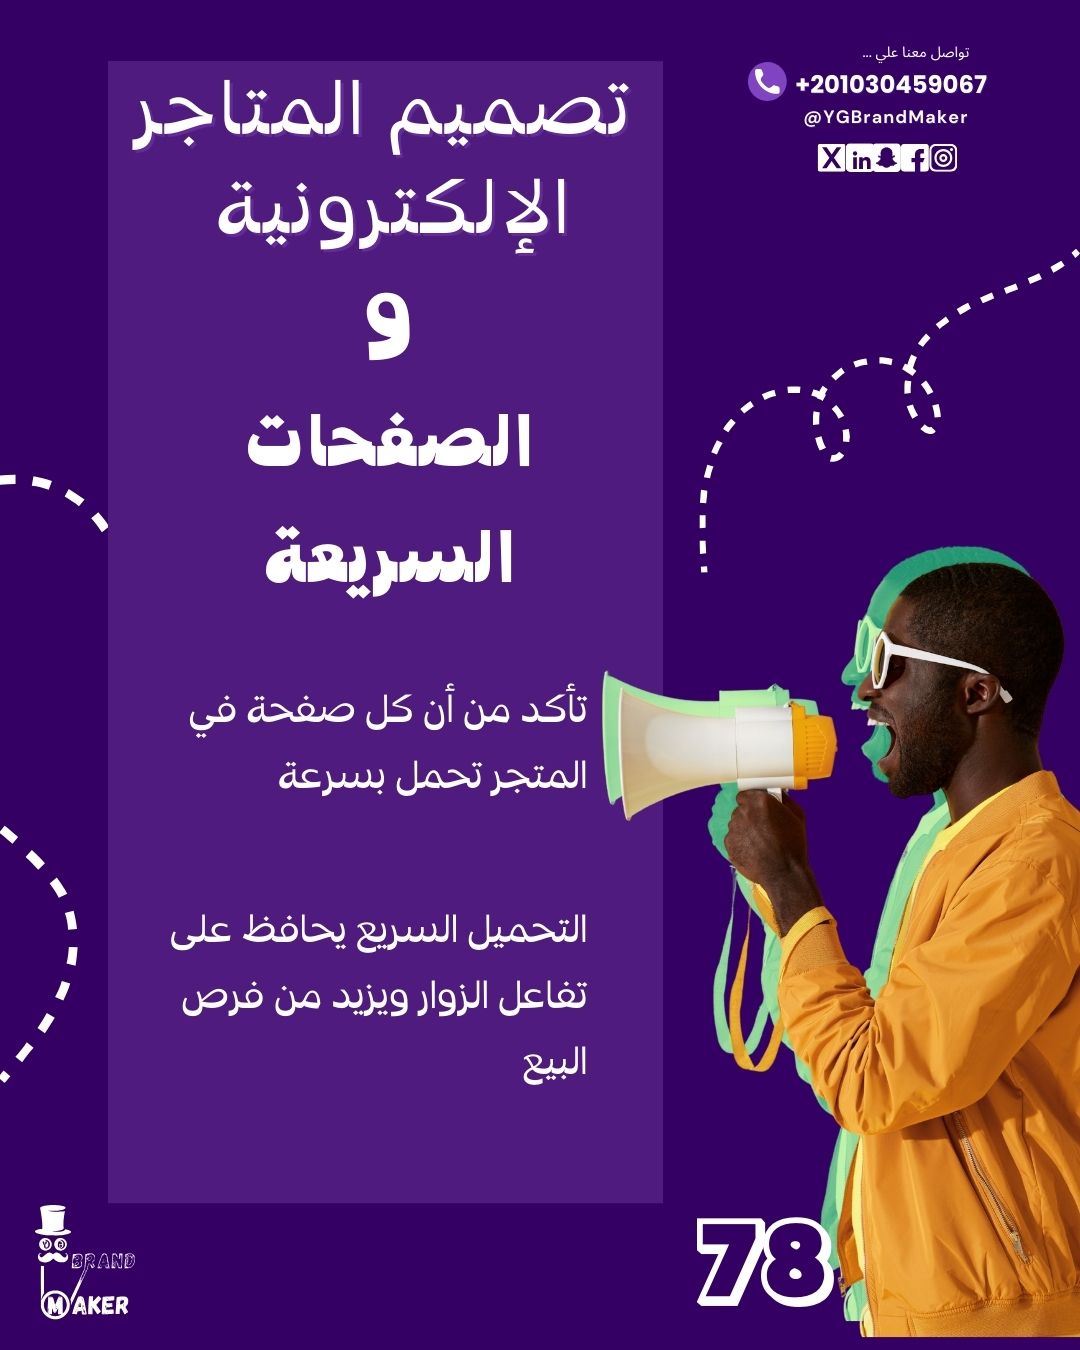 تواصل معنا علي ...
+201030459067
@YGBrandMaker
X in f
تصميم المتاجر
الإلكترونية
و
الصفحات
السريعة
تأكد من أن كل صفحة في
المتجر تحمل بسرعة
التحميل السريع يحافظ على
تفاعل الزوار ويزيد من فرص
البيع
78
BRAND
MAKER